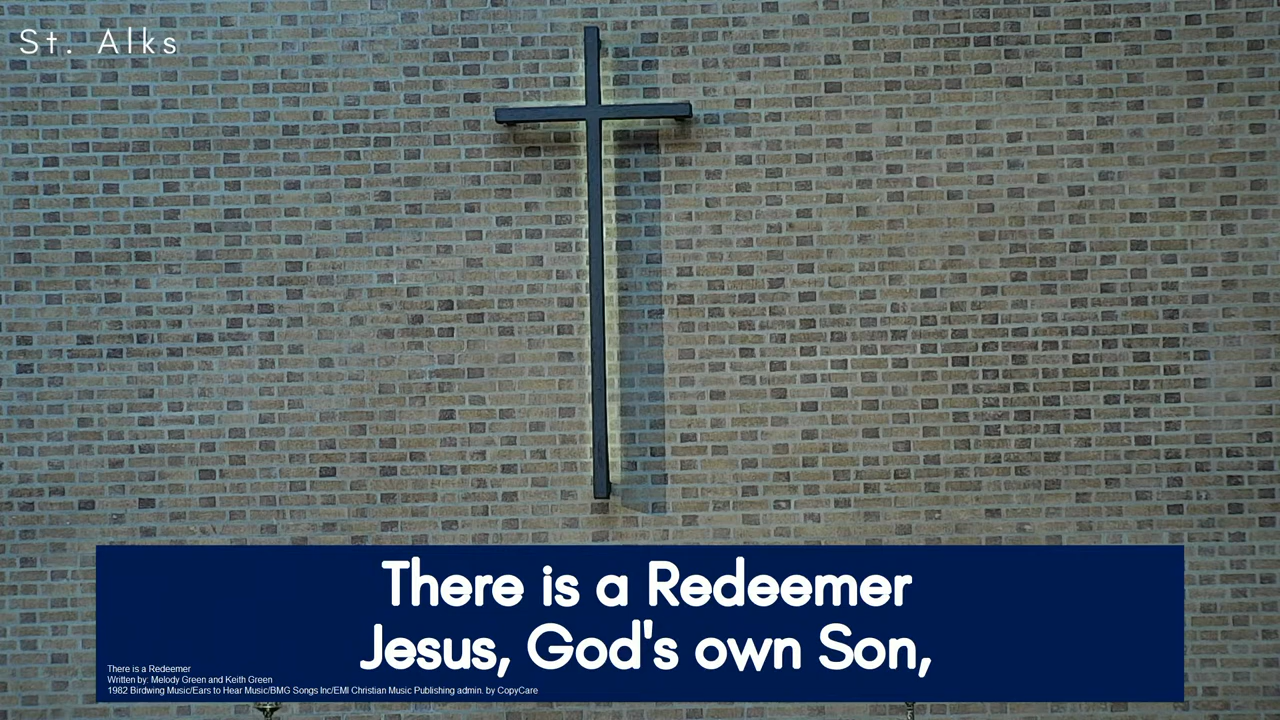 St. Alks
There is a Redeemer
Jesus, God's own Son,
There is a Redeemer
Written by: Melody Green and Keith Green
1982 Birdwing Music/Ears to Hear Music/BMG Songs Inc/EMI Christian Music Publishing admin. by CopyCare